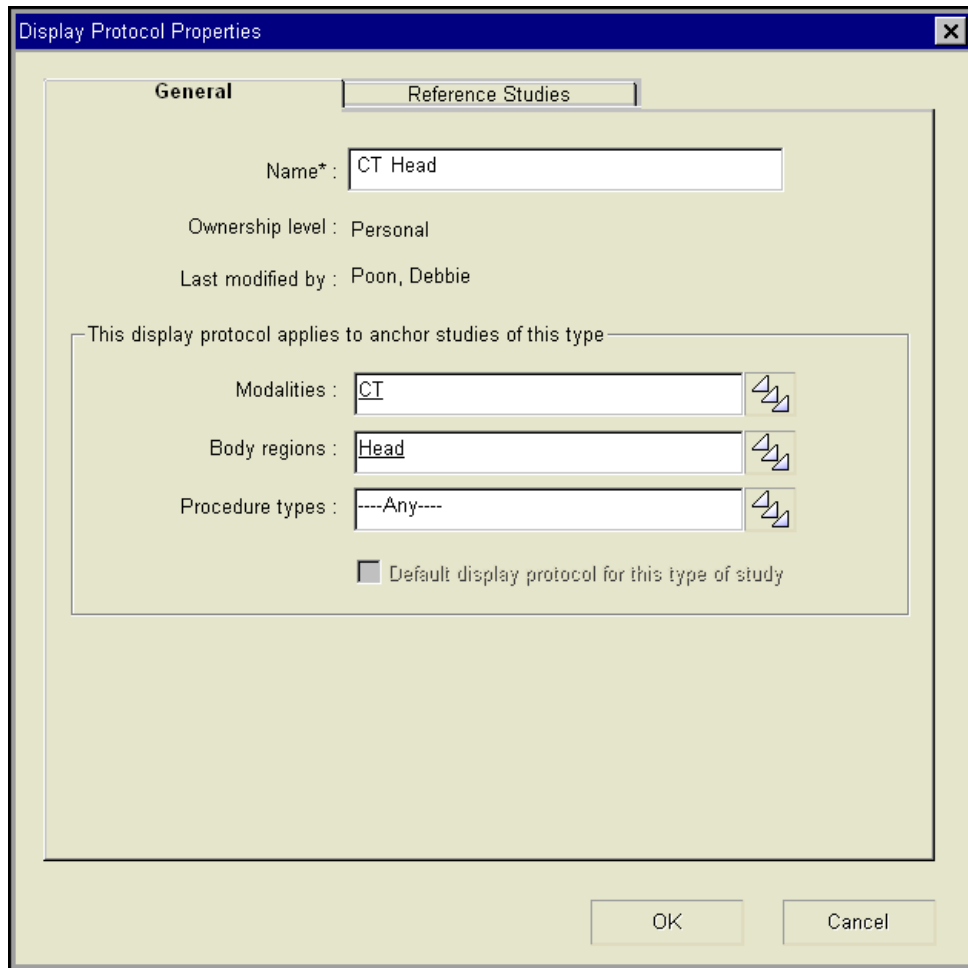 Display Protocol Properties
General
Reference Studies
Name* : CT Head
Ownership level : Personal
Last modified by : Poon, Debbie
This display protocol applies to anchor studies of this type
Modalities : CT
Body regions : Head
Procedure types : ----Any----
Default display protocol for this type of study
OK
Cancel